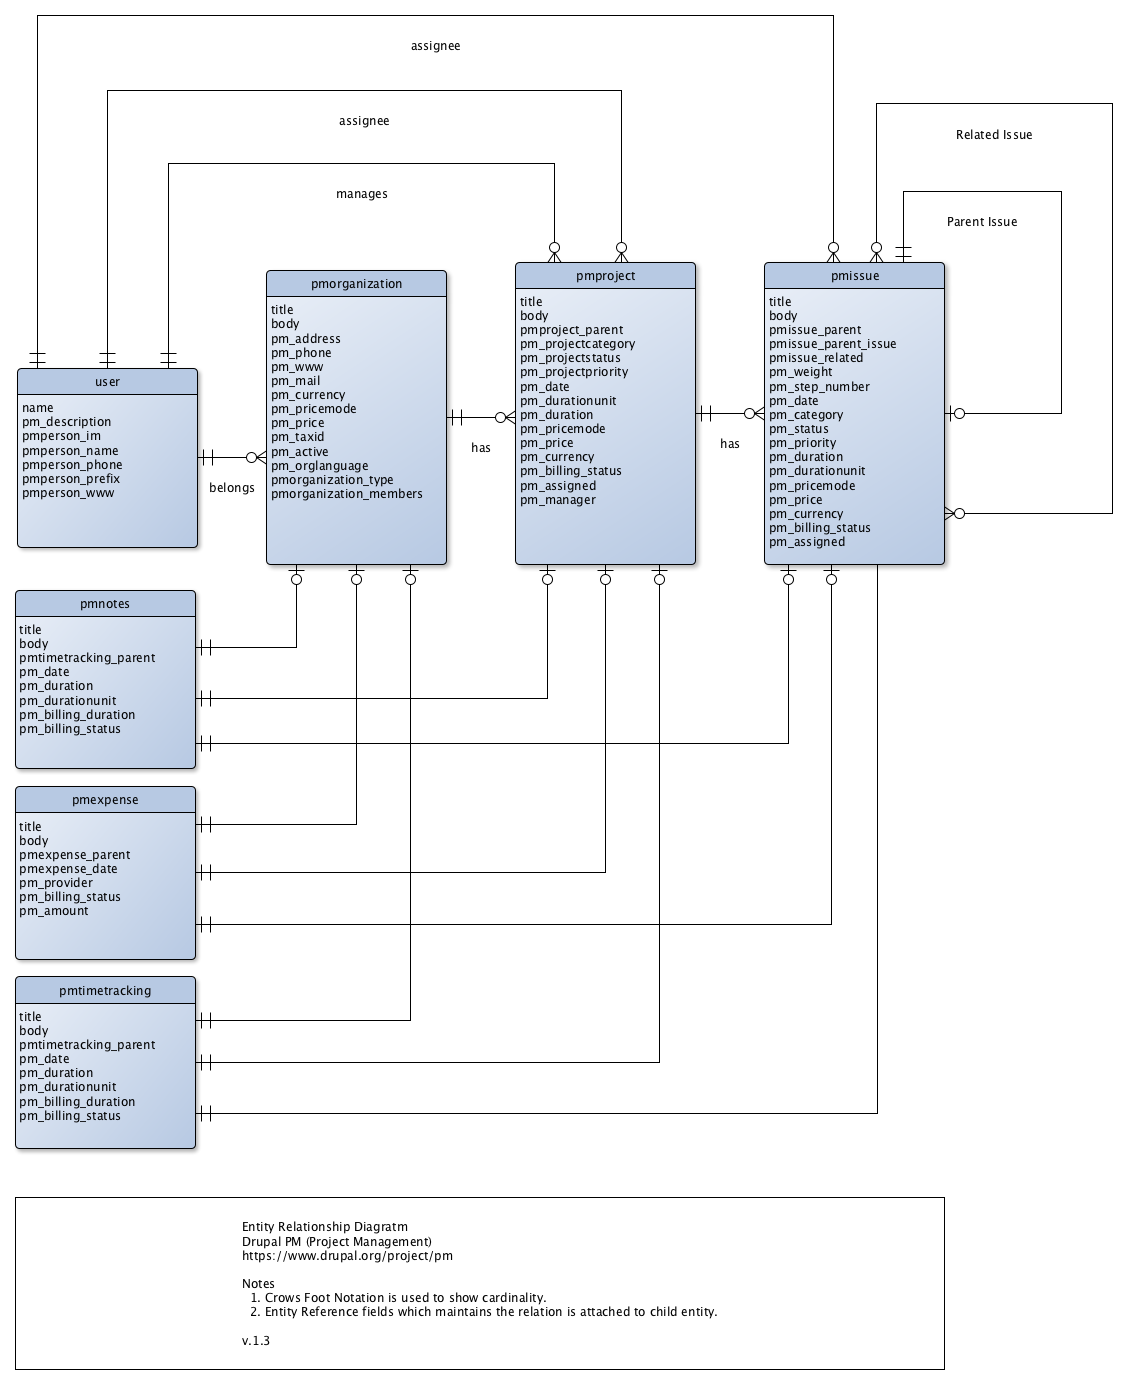 assignee
assignee
manages
Related Issue
Parent Issue
user
name
pm_description
pmperson_im
pmperson_name
pmperson_phone
pmperson_prefix
pmperson_www
belongs
pmorganization
title
body
pm_address
pm_phone
pm_www
pm_mail
pm_currency
pm_pricemode
pm_price
pm_taxid
pm_active
pm_orglanguage
pmorganization_type
pmorganization_members
has
pmproject
title
body
pmproject_parent
pm_projectcategory
pm_projectstatus
pm_projectpriority
pm_date
pm_durationunit
pm_duration
pm_pricemode
pm_price
pm_currency
pm_billing_status
pm_assigned
pm_manager
has
pmissue
title
body
pmissue_parent
pmissue_parent_issue
pmissue_related
pm_weight
pm_step_number
pm_date
pm_category
pm_status
pm_priority
pm_duration
pm_durationunit
pm_pricemode
pm_price
pm_currency
pm_billing_status
pm_assigned
pmnotes
title
body
pmtimetracking_parent
pm_date
pm_duration
pm_durationunit
pm_billing_duration
pm_billing_status
pmexpense
title
body
pmexpense_parent
pmexpense_date
pm_provider
pm_billing_status
pm_amount
pmtimetracking
title
body
pmtimetracking_parent
pm_date
pm_duration
pm_durationunit
pm_billing_duration
pm_billing_status
Entity Relationship Diagratm
Drupal PM (Project Management)
https://www.drupal.org/project/pm
Notes
1. Crows Foot Notation is used to show cardinality.
2. Entity Reference fields which maintains the relation is attached to child entity.
v.1.3